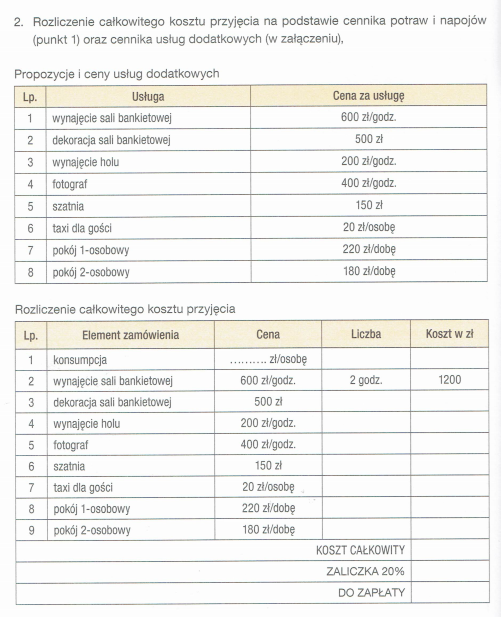 2. Rozliczenie całkowitego kosztu przyjęcia na podstawie cennika potraw i napojów
(punkt 1) oraz cennika usług dodatkowych (w załączeniu),
Propozycje i ceny usług dodatkowych
Lp. Usługa Cena za usługę
1 wynajęcie sali bankietowej 600 zł/godz.
2 dekoracja sali bankietowej 500 zł
3 wynajęcie holu 200 zł/godz.
4 fotograf 400 zł/godz.
5 szatnia 150 zł
6 taxi dla gości 20 zł/osobę
7 pokój 1-osobowy 220 zł/dobę
8 pokój 2-osobowy 180 zł/dobę
Rozliczenie całkowitego kosztu przyjęcia
Lp. Element zamówienia Cena Liczba Koszt w zł
1 konsumpcja .......... zł/osobę
2 wynajęcie sali bankietowej 600 zł/godz. 2 godz. 1200
3 dekoracja sali bankietowej 500 zł
4 wynajęcie holu 200 zł/godz.
5 fotograf 400 zł/godz.
6 szatnia 150 zł
7 taxi dla gości 20 zł/osobę
8 pokój 1-osobowy 220 zł/dobę
9 pokój 2-osobowy 180 zł/dobę
KOSZT CAŁKOWITY
ZALICZKA 20%
DO ZAPŁATY